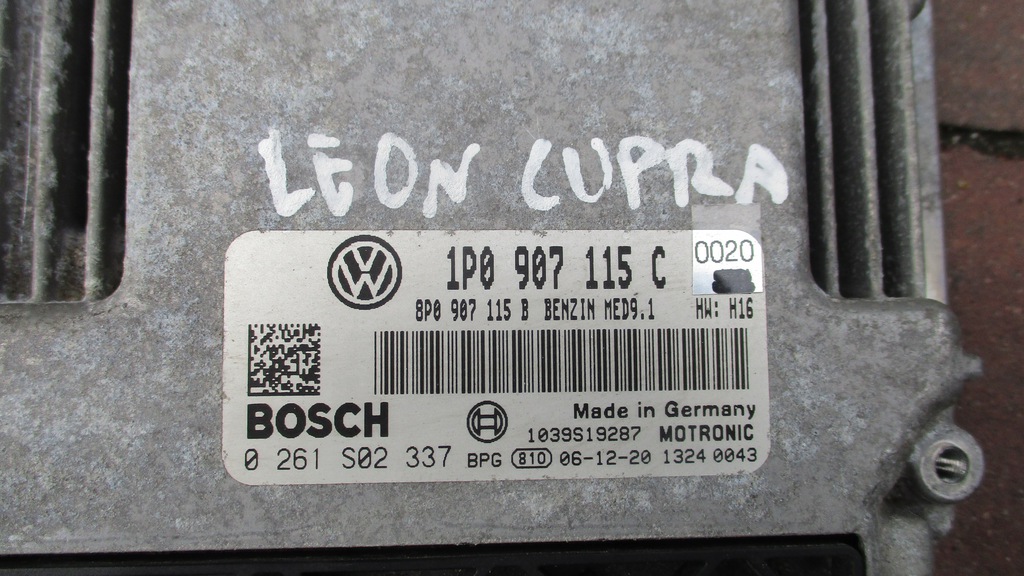 LEON CUPRA
1P0 907 115 C 0020
8P0 907 115 B BENZIN MED9.1 HW: H16
BOSCH Made in Germany
1039S19287 MOTRONIC
0 261 S02 337 BPG 810 06-12-20 1324 0043